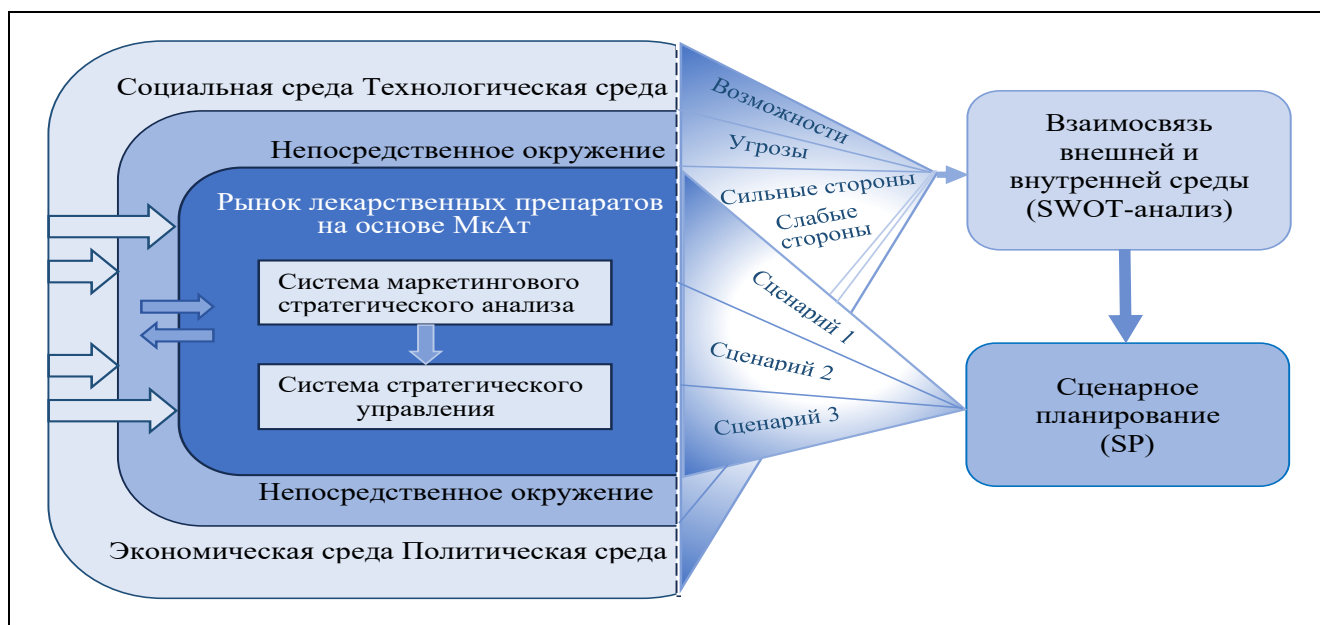 Социальная среда Технологическая среда
Непосредственное окружение
Рынок лекарственных препаратов
на основе МкАт
Система маркетингового
стратегического анализа
Система стратегического
управления
Непосредственное окружение
Экономическая среда Политическая среда
Возможности
Угрозы
Сильные стороны
Слабые
стороны
Сценарий 1
Сценарий 2
Сценарий 3
Взаимосвязь
внешней и
внутренней среды
(SWOT-анализ)
Сценарное
планирование
(SP)